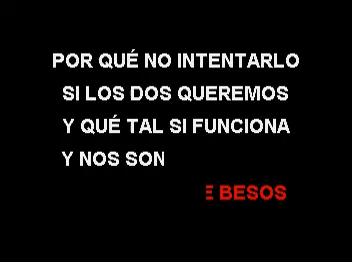 POR QUÉ NO INTENTARLO
SI LOS DOS QUEREMOS
Y QUÉ TAL SI FUNCIONA
Y NOS SON
BESOS